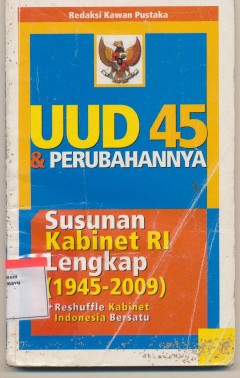 Redaksi Kawan Pustaka
UUD 45
& PERUBAHANNYA
Susunan
Kabinet RI
Lengkap
(1945-2009)
+Reshuffle Kabinet
Indonesia Bersatu